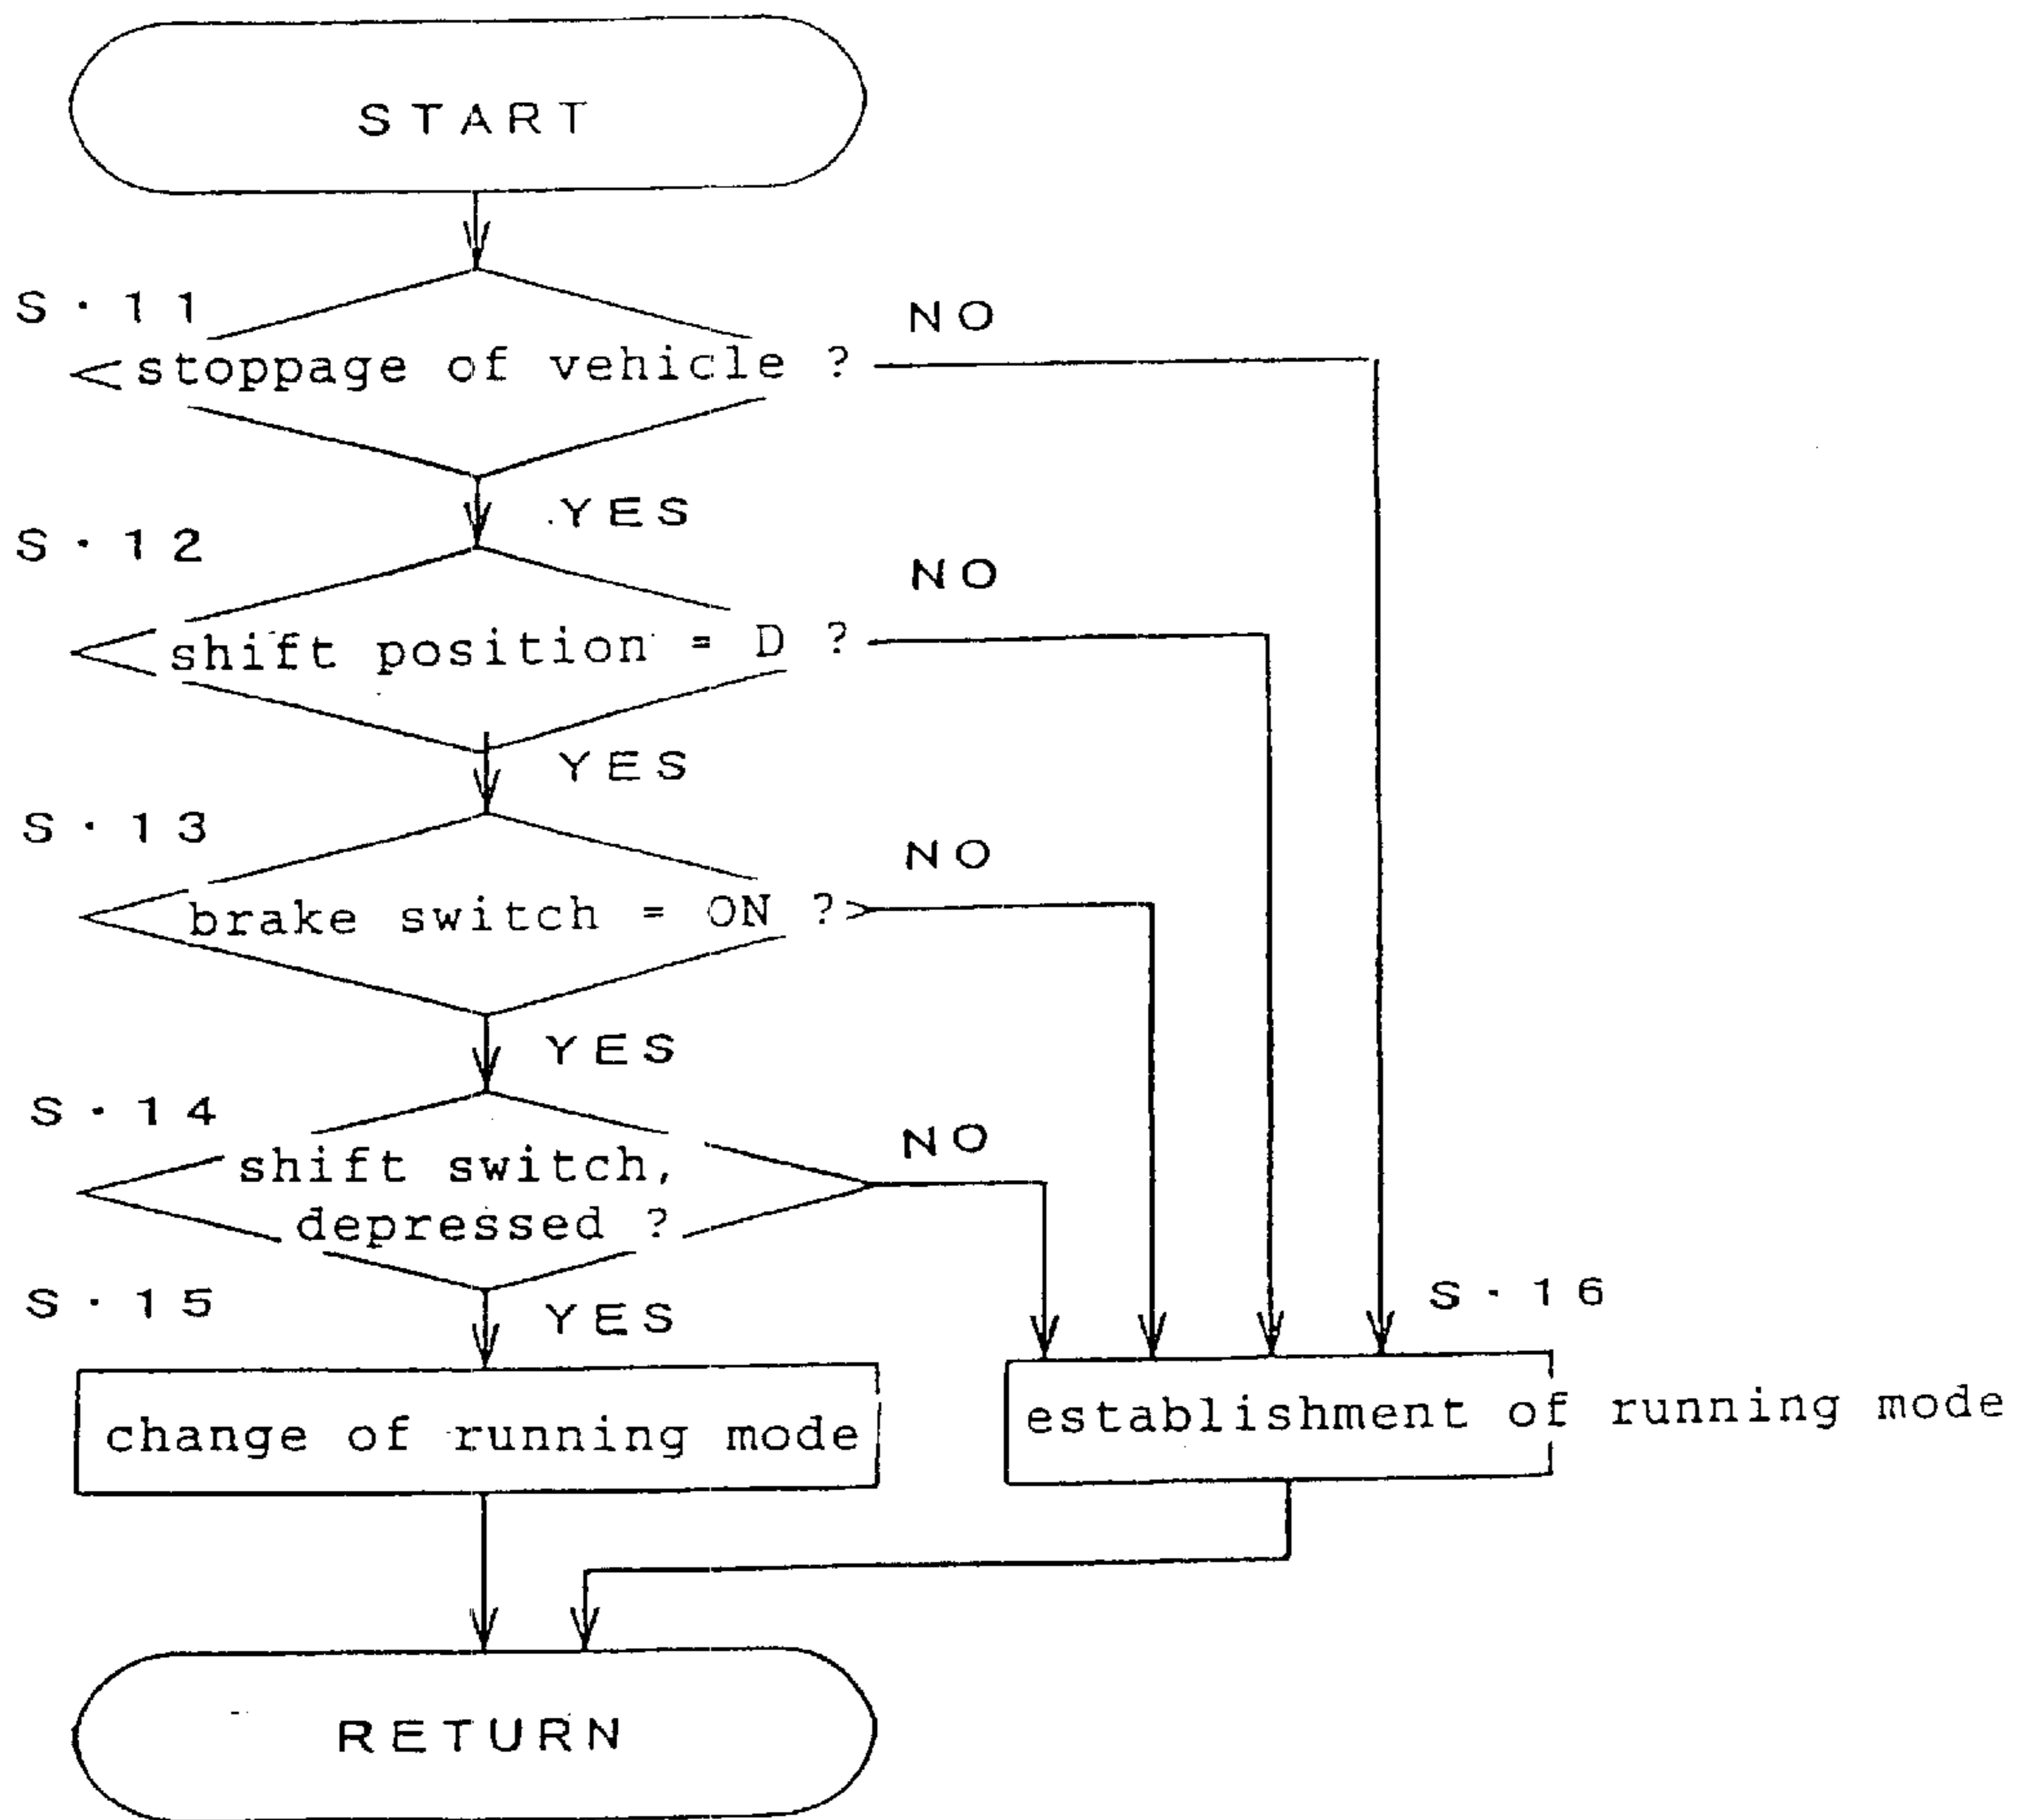 START
S·11
NO
stoppage of vehicle ?
YES
S·12
NO
shift position = D ?
YES
S·13
NO
brake switch = ON ?
YES
S·14
NO
shift switch,
depressed ?
S·15
YES
S·16
change of running mode
establishment of running mode
RETURN